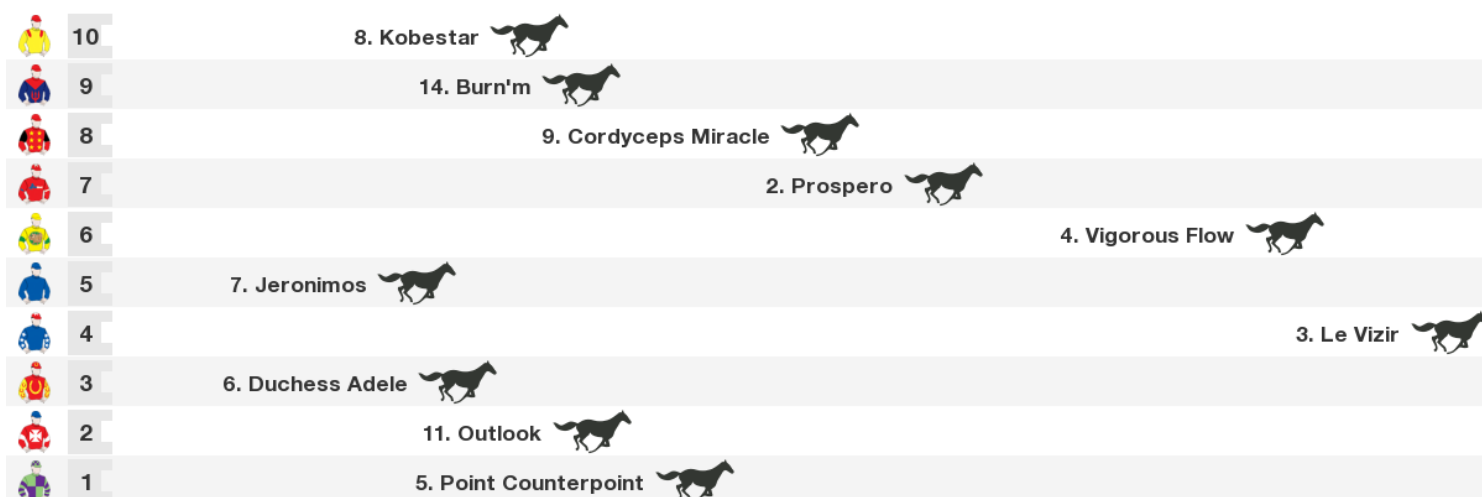 10 8. Kobestar
9 14. Burn'm
8 9. Cordyceps Miracle
7 2. Prospero
6 4. Vigorous Flow
5 7. Jeronimos
4 3. Le Vizir
3 6. Duchess Adele
2 11. Outlook
1 5. Point Counterpoint